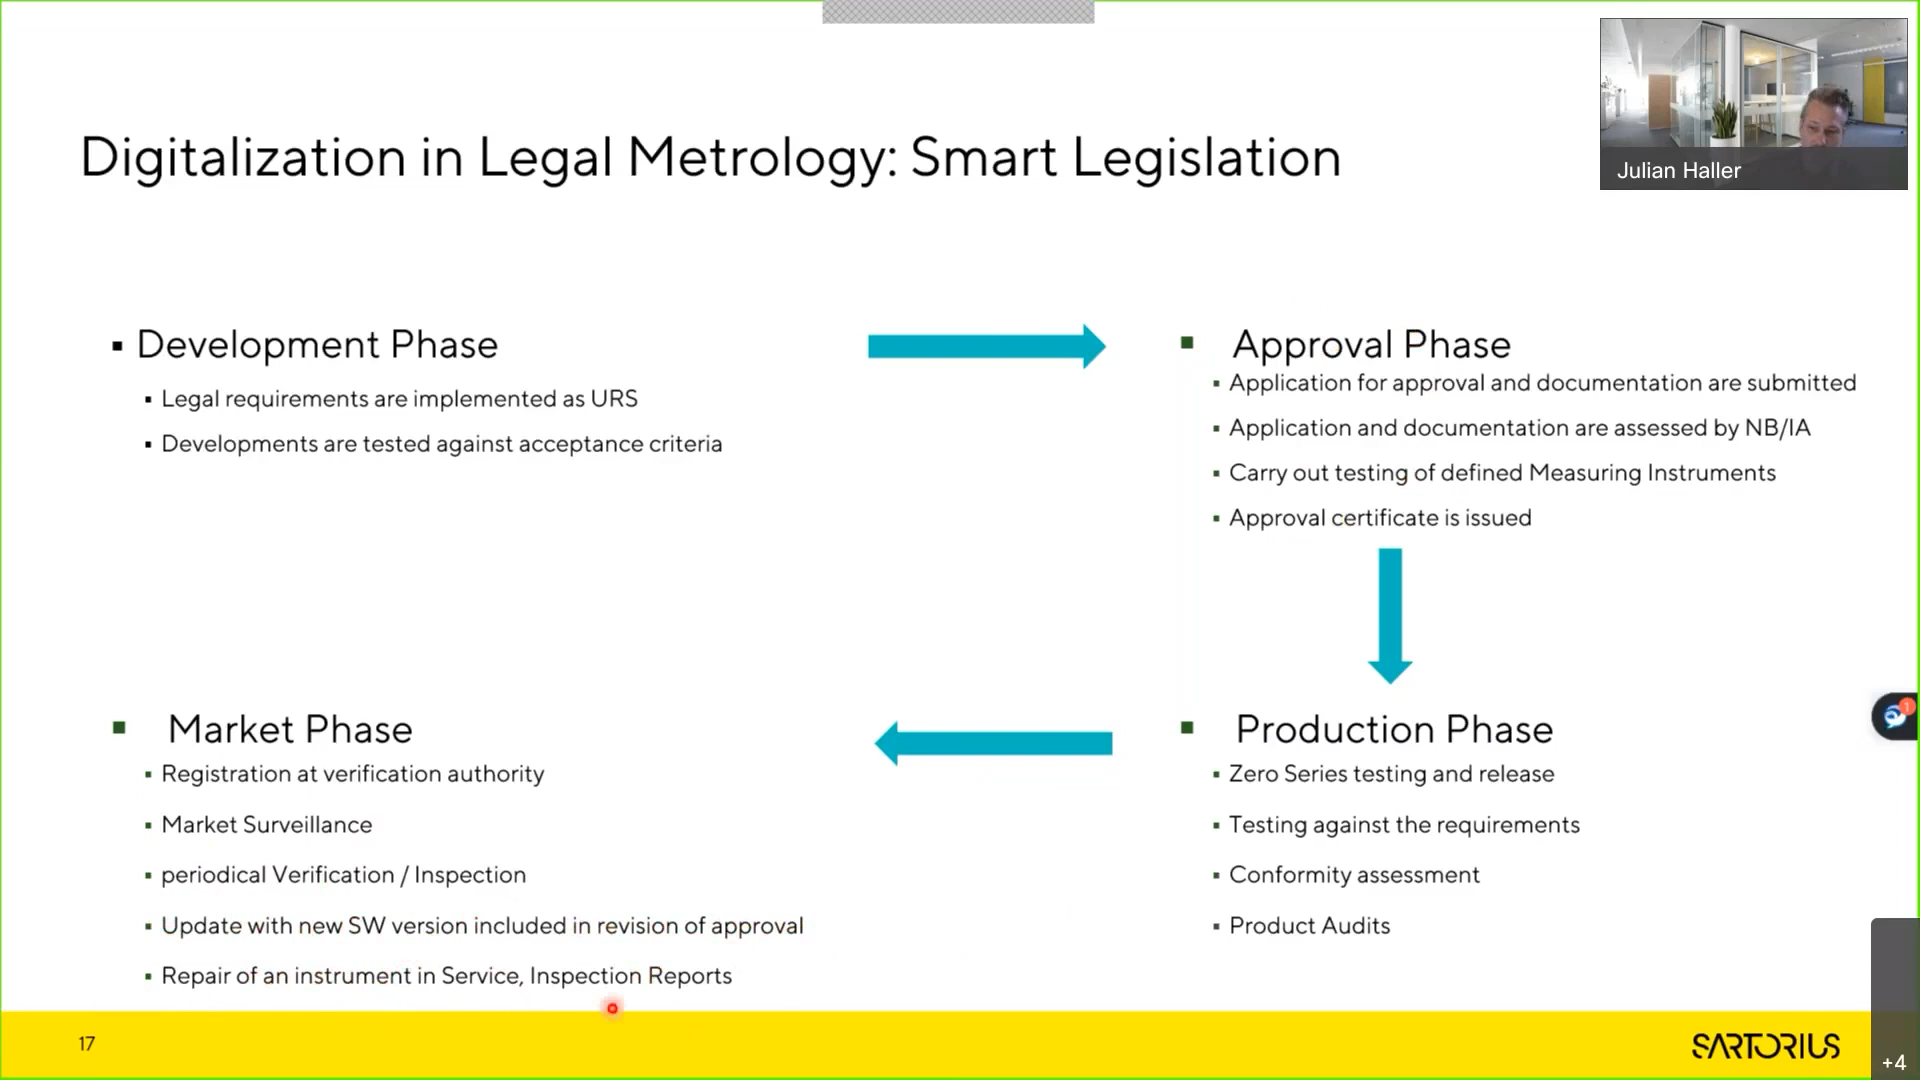 Digitalization in Legal Metrology: Smart Legislation
Julian Haller
Development Phase
Legal requirements are implemented as URS
Developments are tested against acceptance criteria
Approval Phase
Application for approval and documentation are submitted
Application and documentation are assessed by NB/IA
Carry out testing of defined Measuring Instruments
Approval certificate is issued
Market Phase
Registration at verification authority
Market Surveillance
periodical Verification / Inspection
Update with new SW version included in revision of approval
Repair of an instrument in Service, Inspection Reports
Production Phase
Zero Series testing and release
Testing against the requirements
Conformity assessment
Product Audits
1
17
SARTORIUS
+4